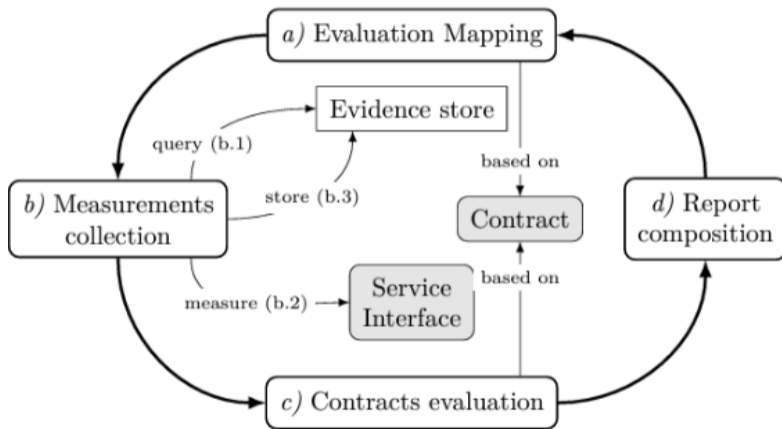 a) Evaluation Mapping
Evidence store
query (b.1)
based on
store (b.3)
b) Measurements
collection
Contract
d) Report
composition
based on
measure (b.2)
Service
Interface
c) Contracts evaluation